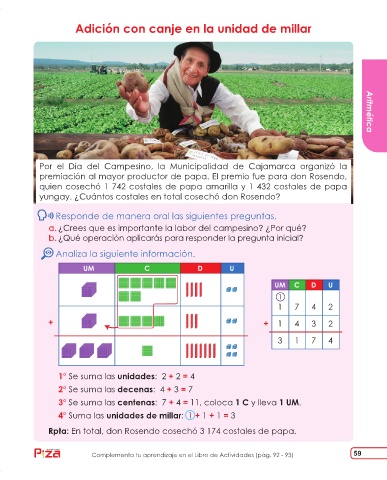 Adición con canje en la unidad de millar
Aritmética
Por el Día del Campesino, la Municipalidad de Cajamarca organizó la
premiación al mayor productor de papa. El premio fue para don Rosendo,
quien cosechó 1 742 costales de papa amarilla y 1 432 costales de papa
yungay. ¿Cuántos costales en total cosechó don Rosendo?
Responde de manera oral las siguientes preguntas.
a. ¿Crees que es importante la labor del campesino? ¿Por qué?
b. ¿Qué operación aplicarás para responder la pregunta inicial?
Analiza la siguiente información.
UM C D U
+
UM C D U
1
1 7 4 2
+ 1 4 3 2
3 1 7 4
1° Se suma las unidades: 2 + 2 = 4
2° Se suma las decenas: 4 + 3 = 7
3° Se suma las centenas: 7 + 4 = 11, coloca 1 C y lleva 1 UM.
4° Suma las unidades de millar: 1 + 1 + 1 = 3
Rpta: En total, don Rosendo cosechó 3 174 costales de papa.
Complemento tu aprendizaje en el Libro de Actividades (pág. 92 - 93)
59